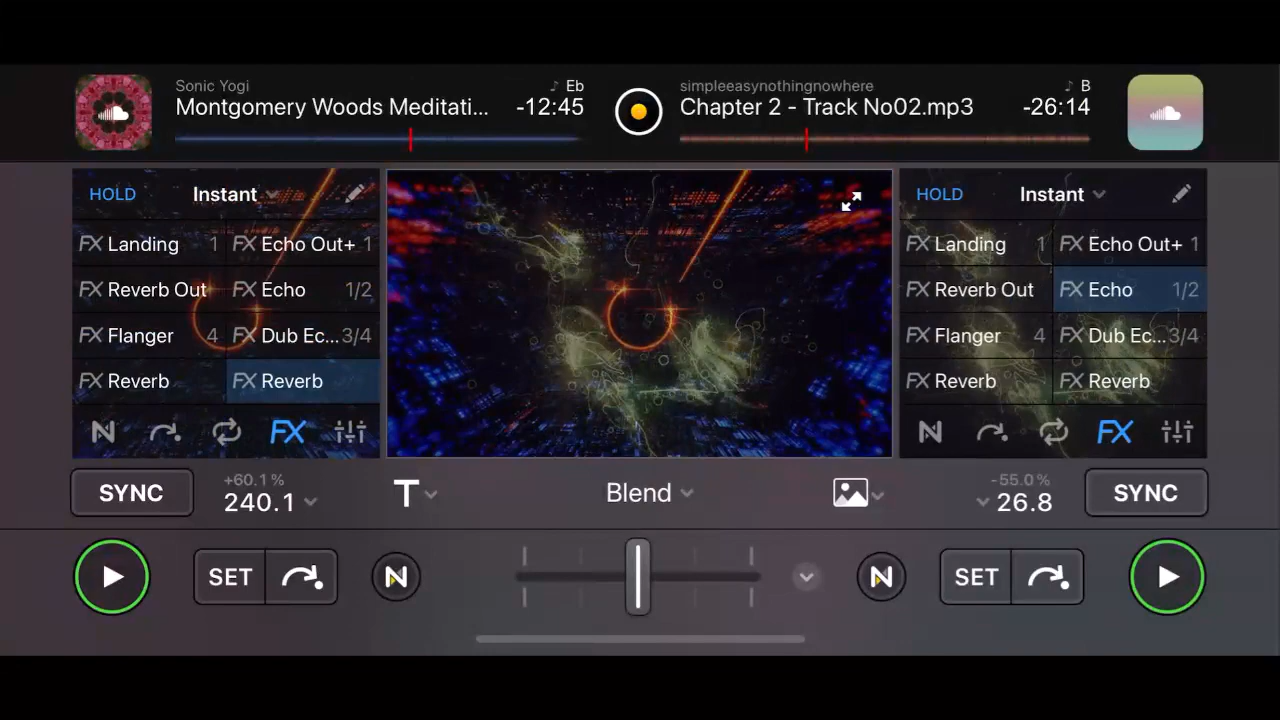 Sonic Yogi
♪ Eb
Montgomery Woods Meditati... -12:45
simpleeasynothingnowhere
♪ B
Chapter 2 - Track No02.mp3 -26:14
HOLD Instant
FX Landing 1 FX Echo Out+ 1
FX Reverb Out FX Echo 1/2
FX Flanger 4 FX Dub Ec...3/4
FX Reverb FX Reverb
N FX
HOLD Instant
FX Landing 1 FX Echo Out+ 1
FX Reverb Out FX Echo 1/2
FX Flanger 4 FX Dub Ec...3/4
FX Reverb FX Reverb
N FX
SYNC
+60.1%
240.1
T
Blend
-55.0%
26.8
SYNC
SET
N
N
SET